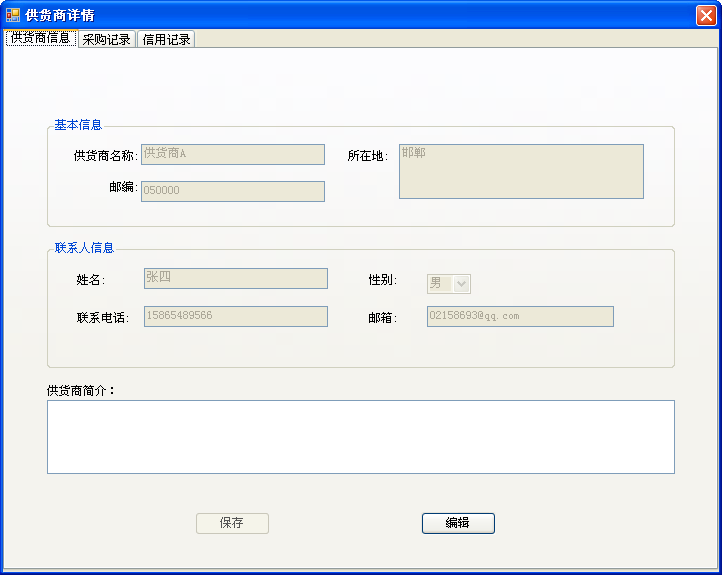 供货商详情
供货商信息 采购记录 信用记录
基本信息
供货商名称: 供货商A 所在地: 邯郸
邮编: 050000
联系人信息
姓名: 张四 性别: 男
联系电话: 15865489566 邮箱: 02158693@qq.com
供货商简介：
保存 编辑